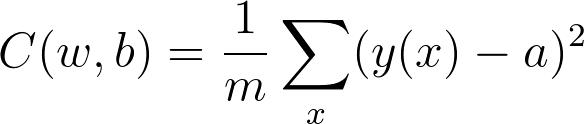 C(w, b) = \frac{1}{m} \sum_{x} (y(x) − a)^2